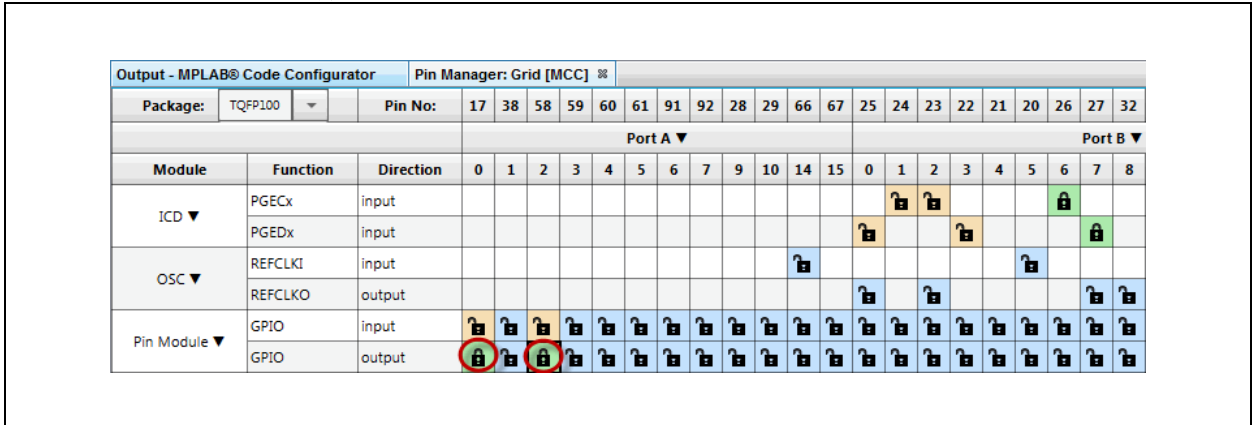 Output - MPLAB® Code Configurator Pin Manager: Grid [MCC]
Package: TQFP100 Pin No: 17 38 58 59 60 61 91 92 28 29 66 67 25 24 23 22 21 20 26 27 32
Port A ▼ Port B ▼
Module Function Direction 0 1 2 3 4 5 6 7 9 10 14 15 0 1 2 3 4 5 6 7 8
ICD ▼ PGECx input
PGEDx input
OSC ▼ REFCLKI input
REFCLKO output
Pin Module ▼ GPIO input
GPIO output